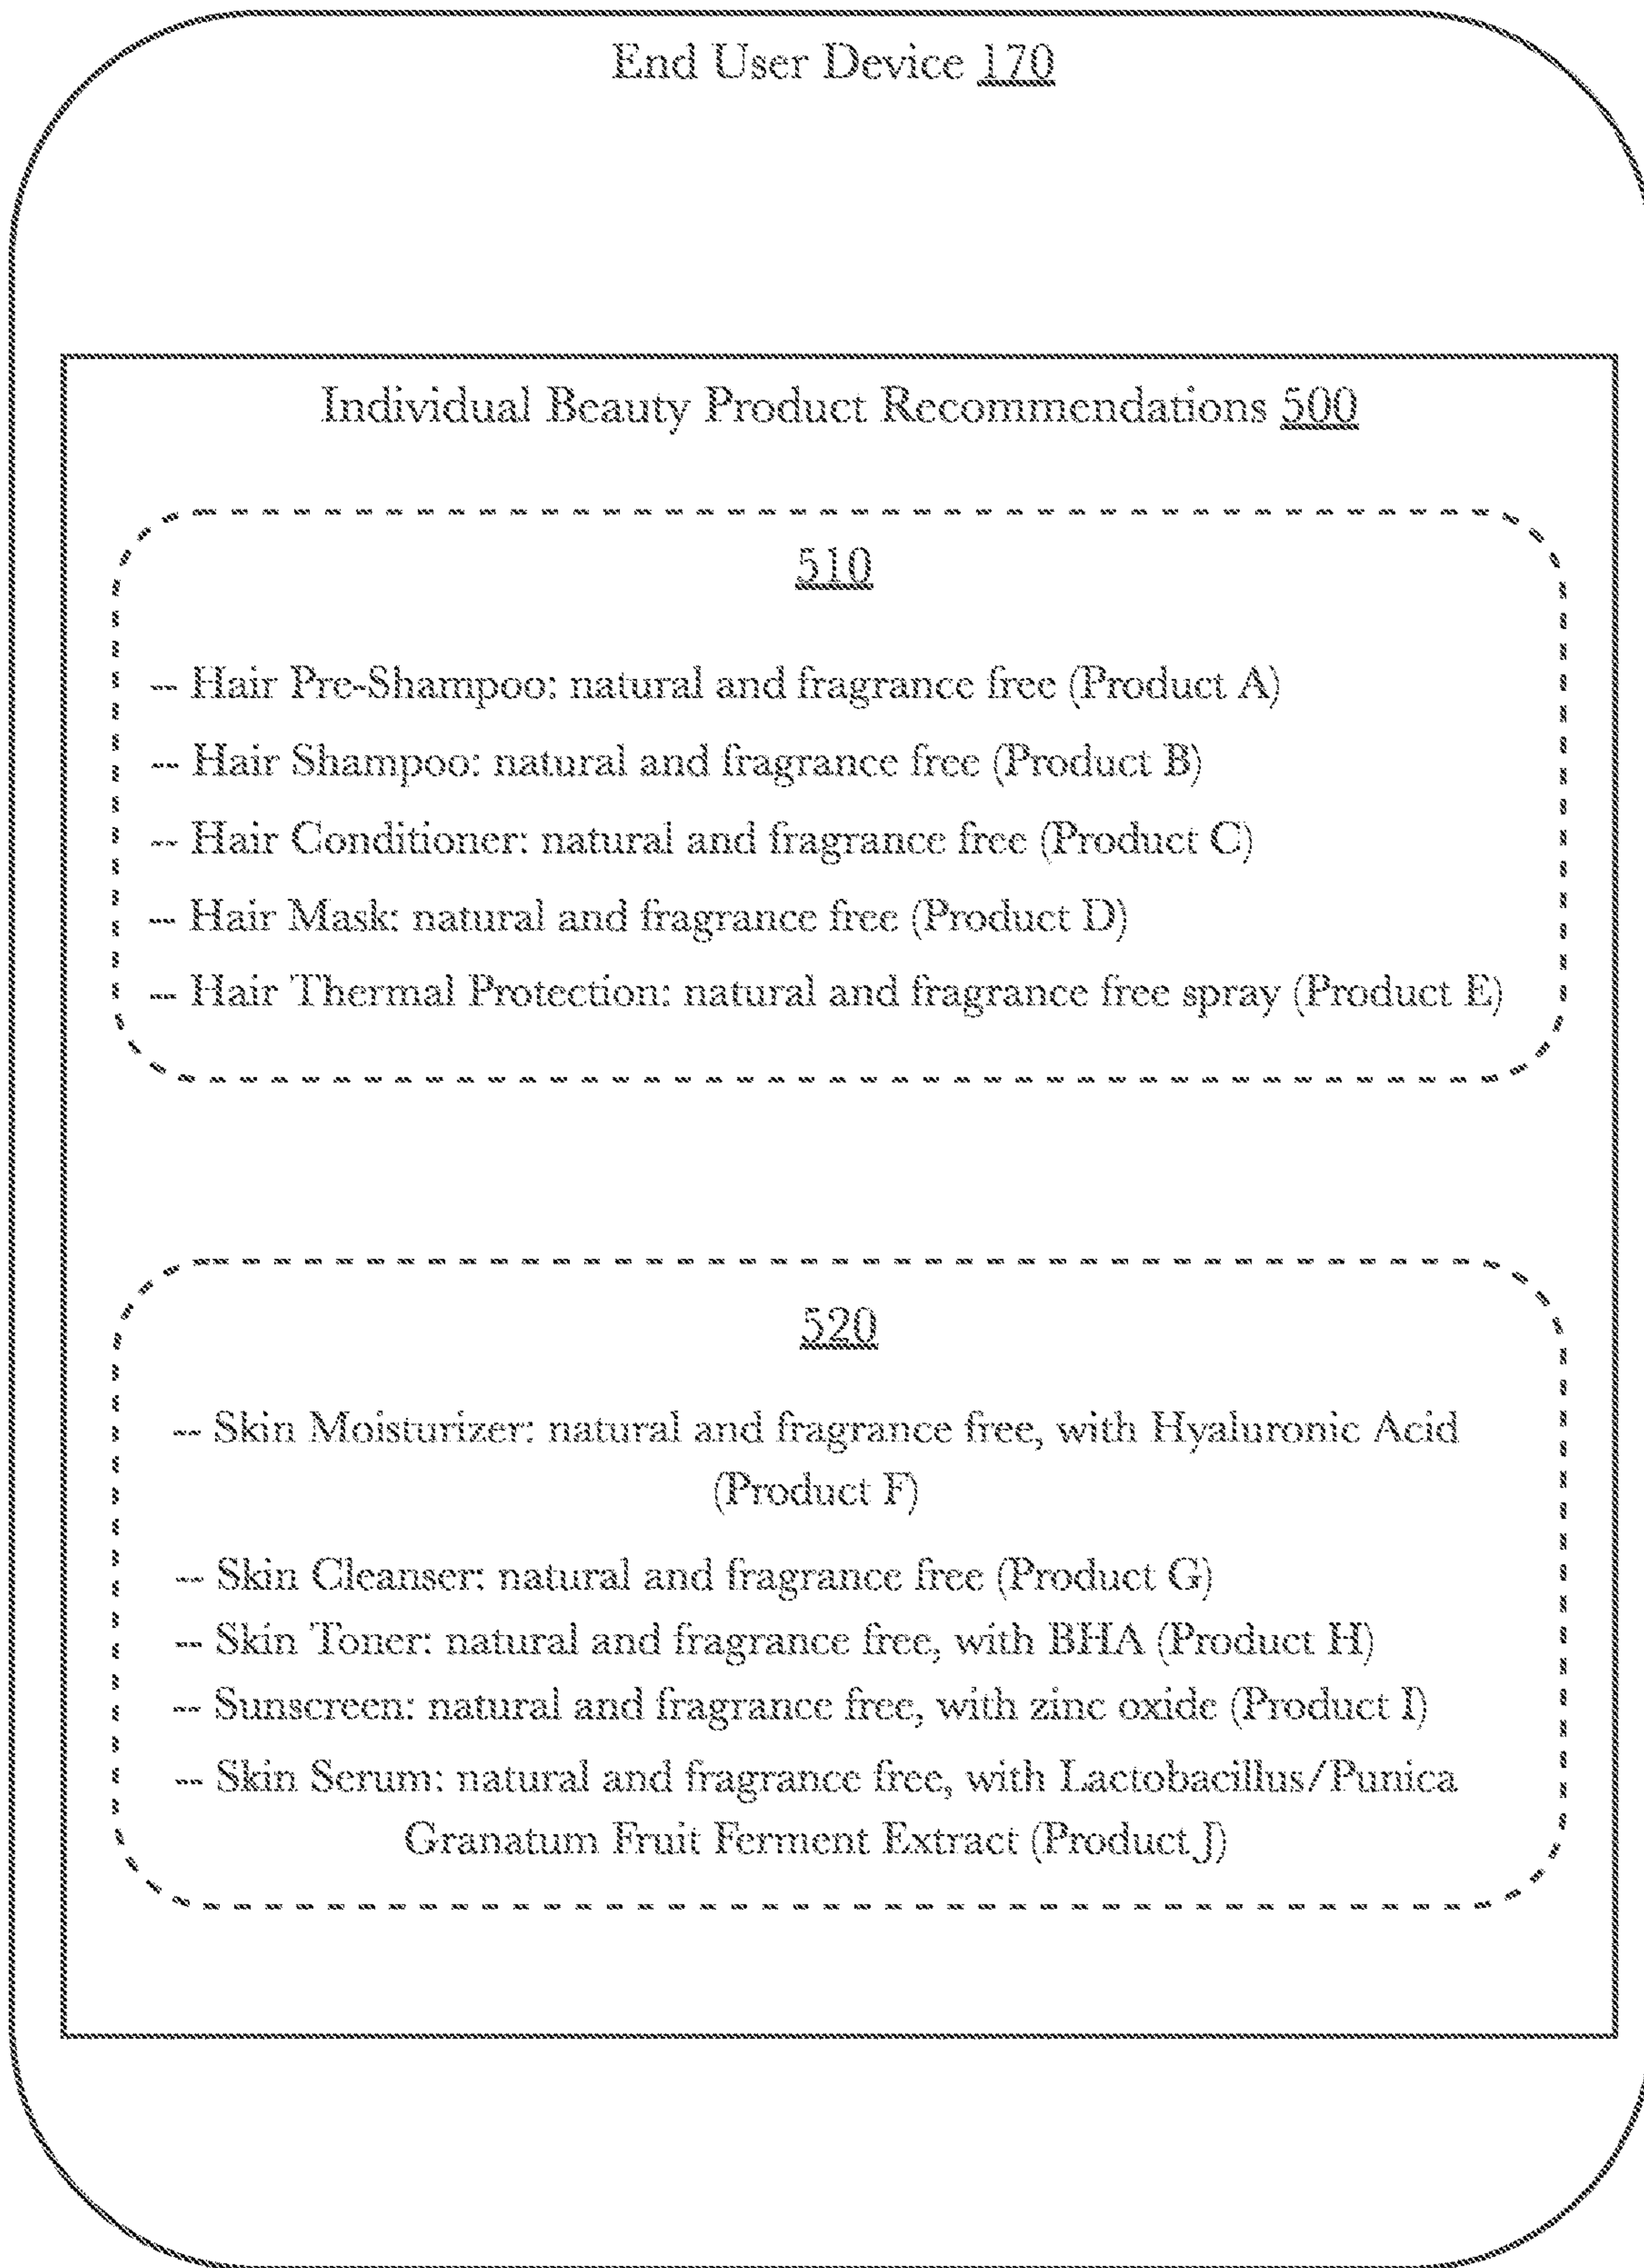 End User Device 170
Individual Beauty Product Recommendations 500
510
-- Hair Pre-Shampoo: natural and fragrance free (Product A)
-- Hair Shampoo: natural and fragrance free (Product B)
-- Hair Conditioner: natural and fragrance free (Product C)
-- Hair Mask: natural and fragrance free (Product D)
-- Hair Thermal Protection: natural and fragrance free spray (Product E)
520
-- Skin Moisturizer: natural and fragrance free, with Hyaluronic Acid
(Product F)
-- Skin Cleanser: natural and fragrance free (Product G)
-- Skin Toner: natural and fragrance free, with BHA (Product H)
-- Sunscreen: natural and fragrance free, with zinc oxide (Product I)
-- Skin Serum: natural and fragrance free, with Lactobacillus/Punica
Granatum Fruit Ferment Extract (Product J)